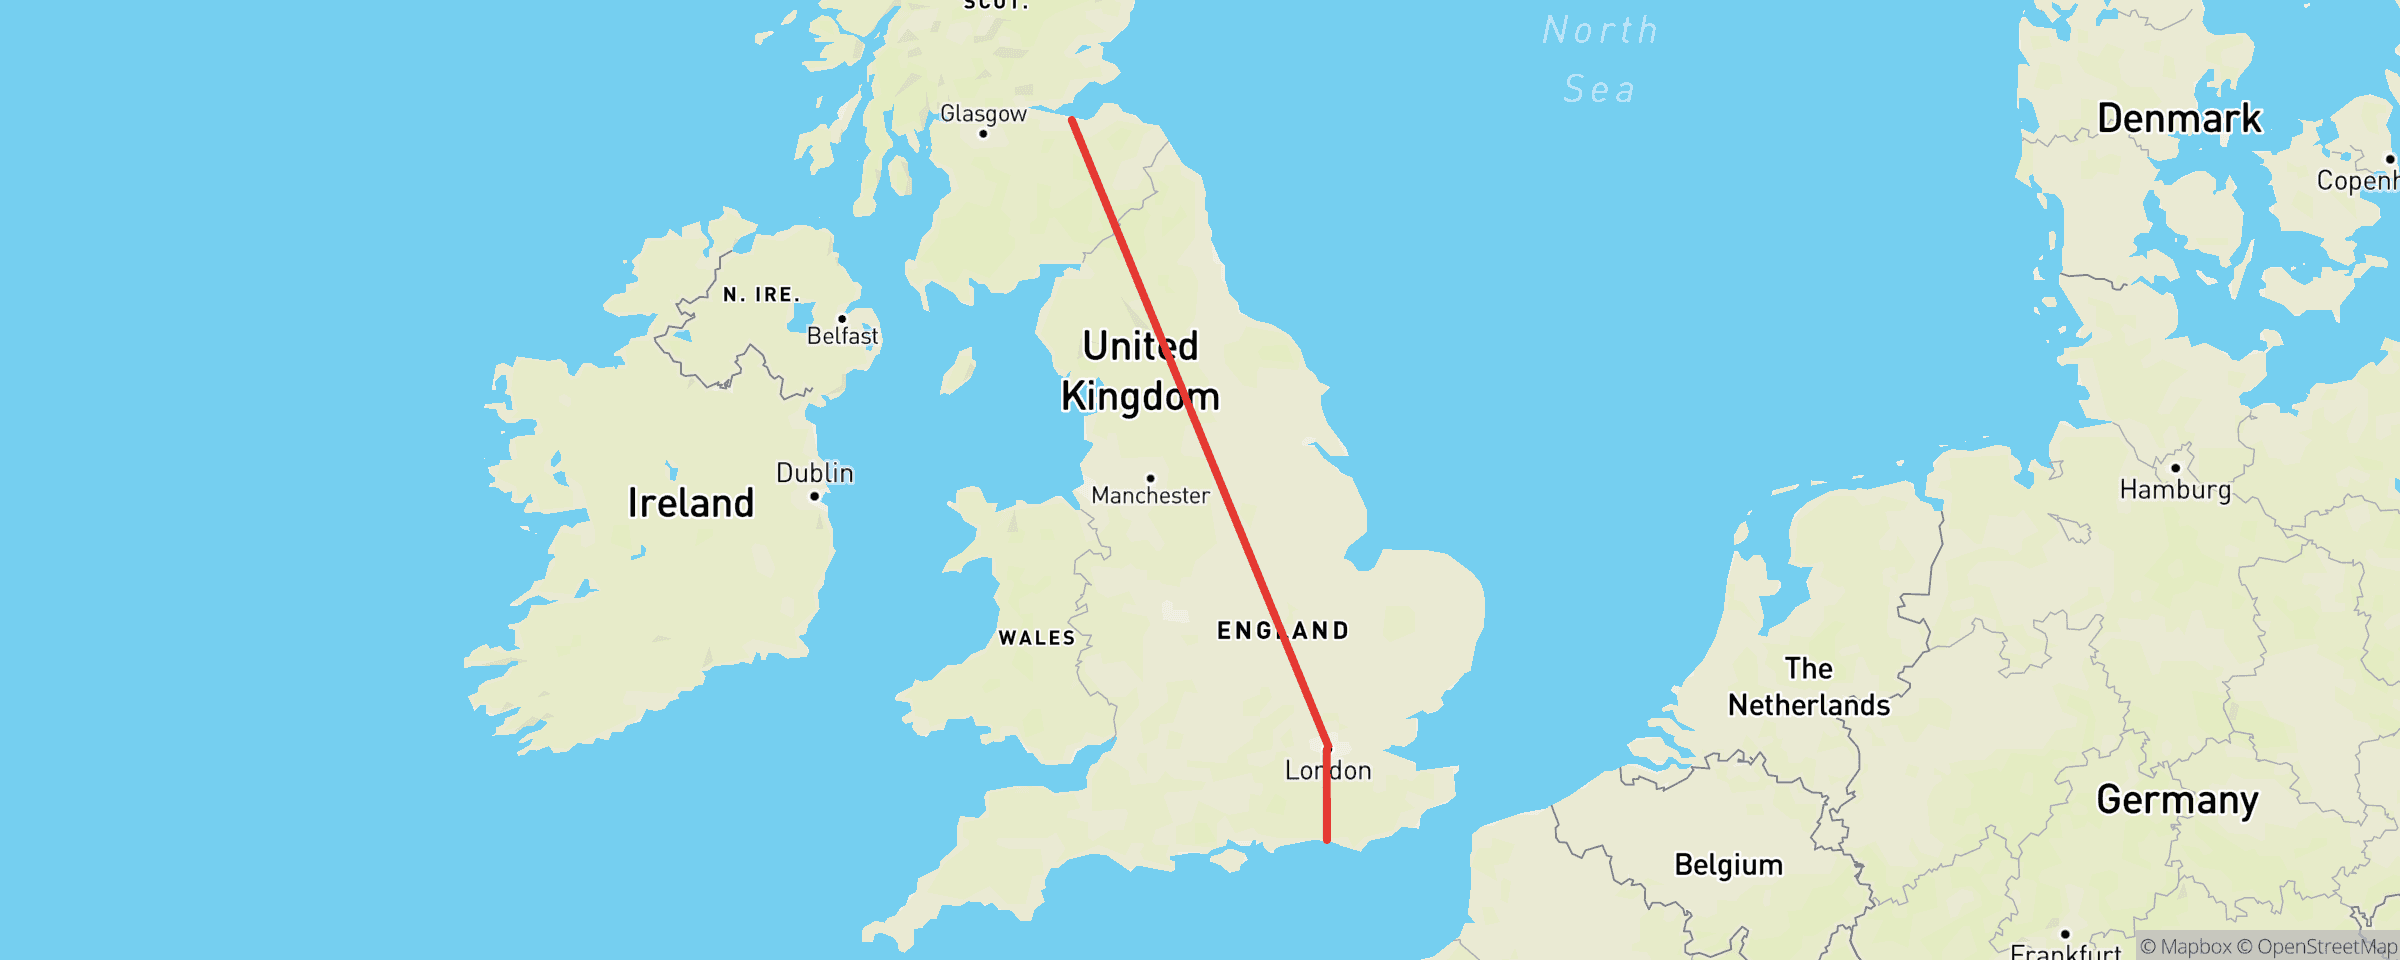 SCOT.
North
Sea
Glasgow
Denmark
Copenh
N. IRE.
Belfast
United
Kingdom
Dublin
Ireland
Manchester
Hamburg
WALES
ENGLAND
The
Netherlands
London
Germany
Belgium
Frankfurt
© Mapbox © OpenStreetMap